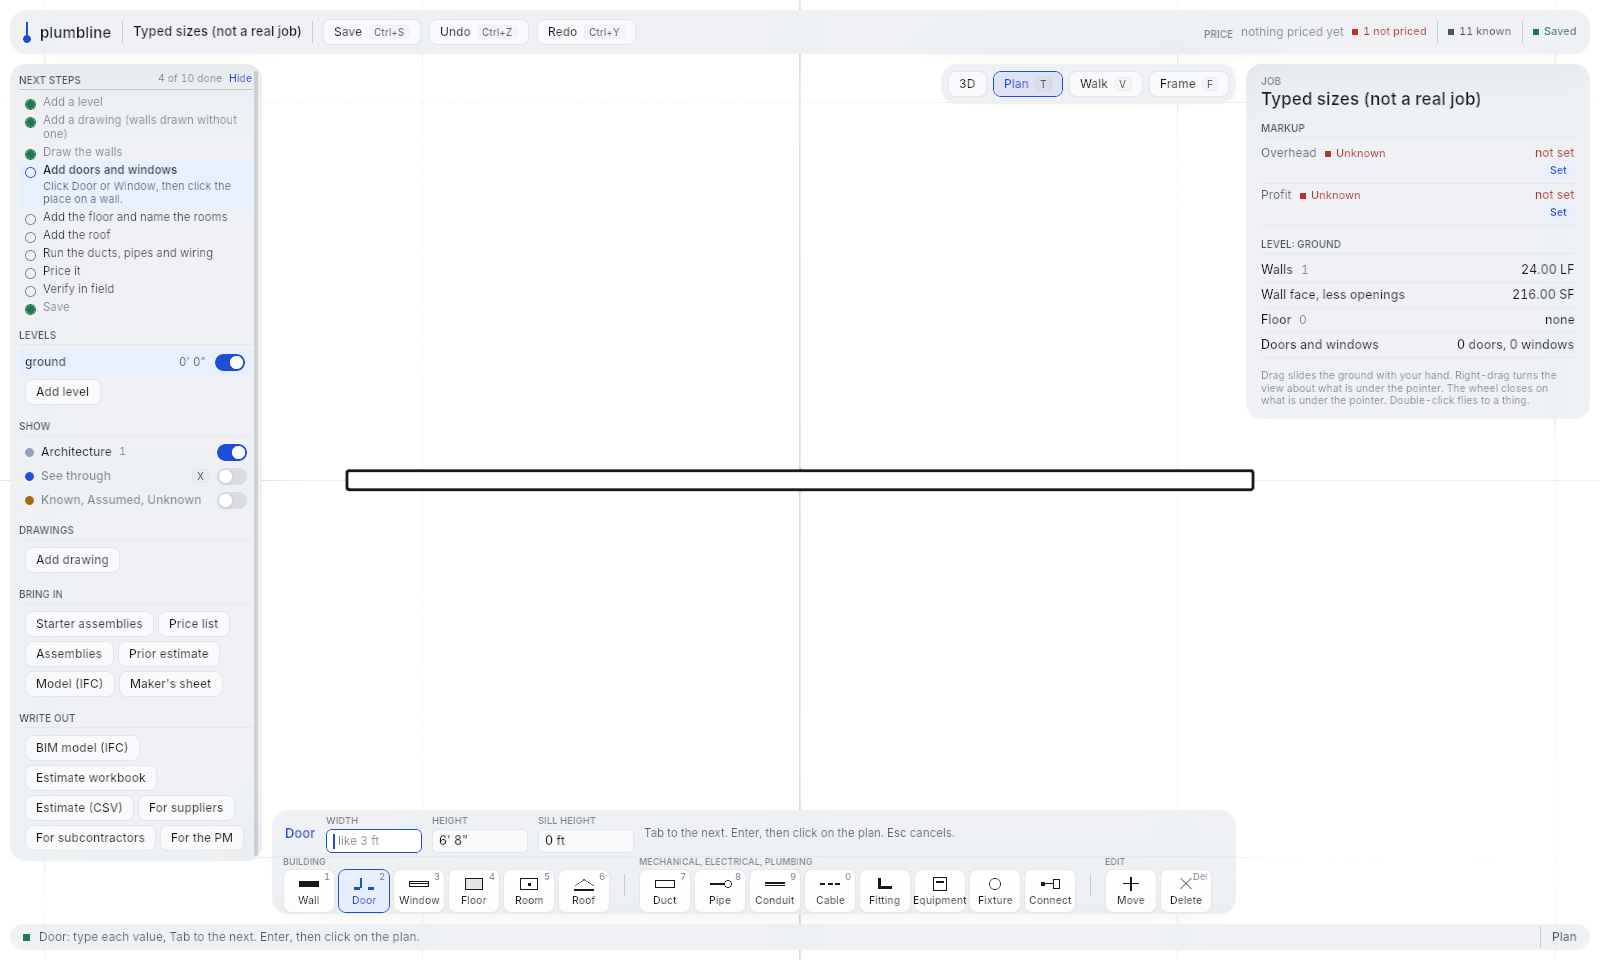 plumbline
Typed sizes (not a real job)
Save Ctrl+S
Undo Ctrl+Z
Redo Ctrl+Y
PRICE nothing priced yet
1 not priced
11 known
Saved
NEXT STEPS 4 of 10 done Hide
Add a level
Add a drawing (walls drawn without
one)
Draw the walls
Add doors and windows
Click Door or Window, then click the
place on a wall.
Add the floor and name the rooms
Add the roof
Run the ducts, pipes and wiring
Price it
Verify in field
Save
LEVELS
ground 0' 0"
Add level
SHOW
Architecture 1
See through X
Known, Assumed, Unknown
DRAWINGS
Add drawing
BRING IN
Starter assemblies Price list
Assemblies Prior estimate
Model (IFC) Maker's sheet
WRITE OUT
BIM model (IFC)
Estimate workbook
Estimate (CSV) For suppliers
For subcontractors For the PM
3D
Plan T
Walk V
Frame F
JOB
Typed sizes (not a real job)
MARKUP
Overhead Unknown not set
Set
Profit Unknown not set
Set
LEVEL: GROUND
Walls 1 24.00 LF
Wall face, less openings 216.00 SF
Floor 0 none
Doors and windows 0 doors, 0 windows
Drag slides the ground with your hand. Right-drag turns the
view about what is under the pointer. The wheel closes on
what is under the pointer. Double-click flies to a thing.
WIDTH HEIGHT SILL HEIGHT
Door like 3 ft 6' 8" 0 ft Tab to the next. Enter, then click on the plan. Esc cancels.
BUILDING MECHANICAL, ELECTRICAL, PLUMBING EDIT
1 2 3 4 5 6 7 8 9 0 Del
Wall Door Window Floor Room Roof Duct Pipe Conduit Cable Fitting Equipment Fixture Connect Move Delete
Door: type each value, Tab to the next. Enter, then click on the plan.
Plan